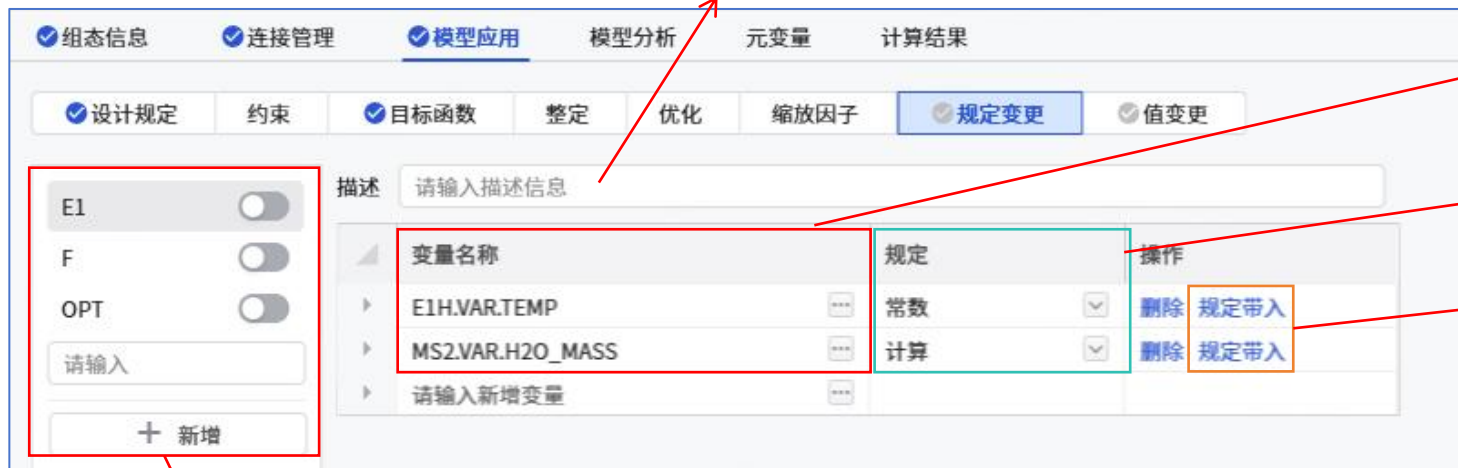 组态信息 连接管理 模型应用 模型分析 元变量 计算结果
设计规定 约束 目标函数 整定 优化 缩放因子 规定变更 值变更
描述 请输入描述信息
E1
F
OPT
请输入
+ 新增
变量名称 规定 操作
E1H.VAR.TEMP ... 常数 删除 规定带入
MS2.VAR.H2O_MASS ... 计算 删除 规定带入
请输入新增变量 ...